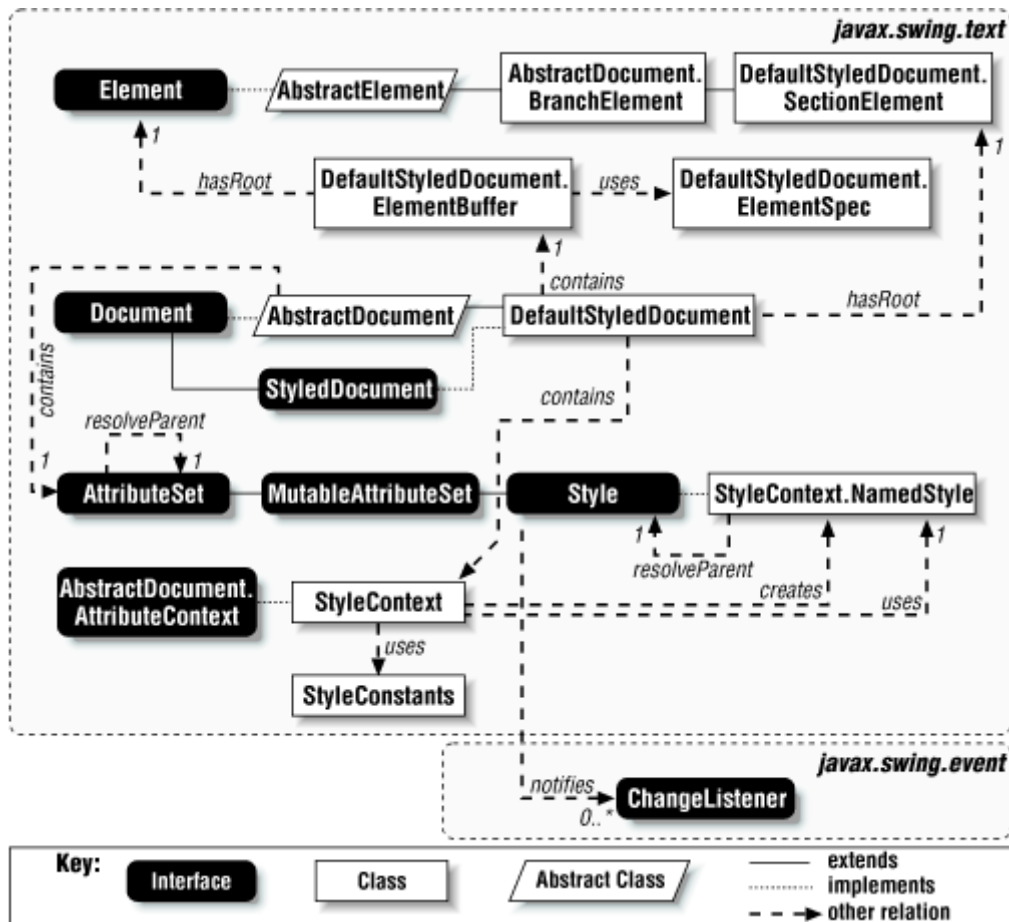 javax.swing.text
Element
AbstractElement
AbstractDocument.
BranchElement
DefaultStyledDocument.
SectionElement
1
1
hasRoot
DefaultStyledDocument.
ElementBuffer
uses
DefaultStyledDocument.
ElementSpec
1
contains
hasRoot
Document
AbstractDocument
DefaultStyledDocument
contains
StyledDocument
contains
resolveParent
1
1
AttributeSet
MutableAttributeSet
Style
StyleContext.NamedStyle
1
1
1
resolveParent
AbstractDocument.
AttributeContext
StyleContext
creates
uses
uses
StyleConstants
javax.swing.event
notifies
ChangeListener
0..*
Key:
Interface
Class
Abstract Class
extends
implements
other relation